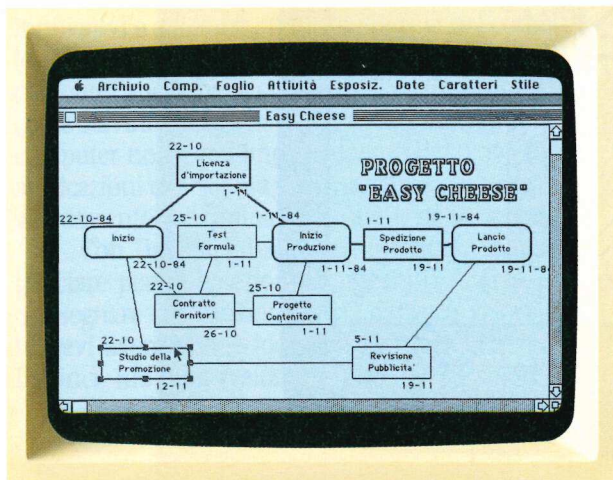 Archivio Comp. Foglio Attività Esposiz. Date Caratteri Stile
Easy Cheese
PROGETTO
"EASY CHEESE"
22-10
Licenza
d'importazione
1-11
22-10-84
Inizio
22-10-84
25-10
Test
Formula
1-11
1-11-84
Inizio
Produzione
1-11-84
1-11
Spedizione
Prodotto
19-11
19-11-84
Lancio
Prodotto
19-11-84
22-10
Contratto
Fornitori
26-10
25-10
Progetto
Contenitore
1-11
22-10
Studio della
Promozione
12-11
5-11
Revisione
Pubblicita'
19-11